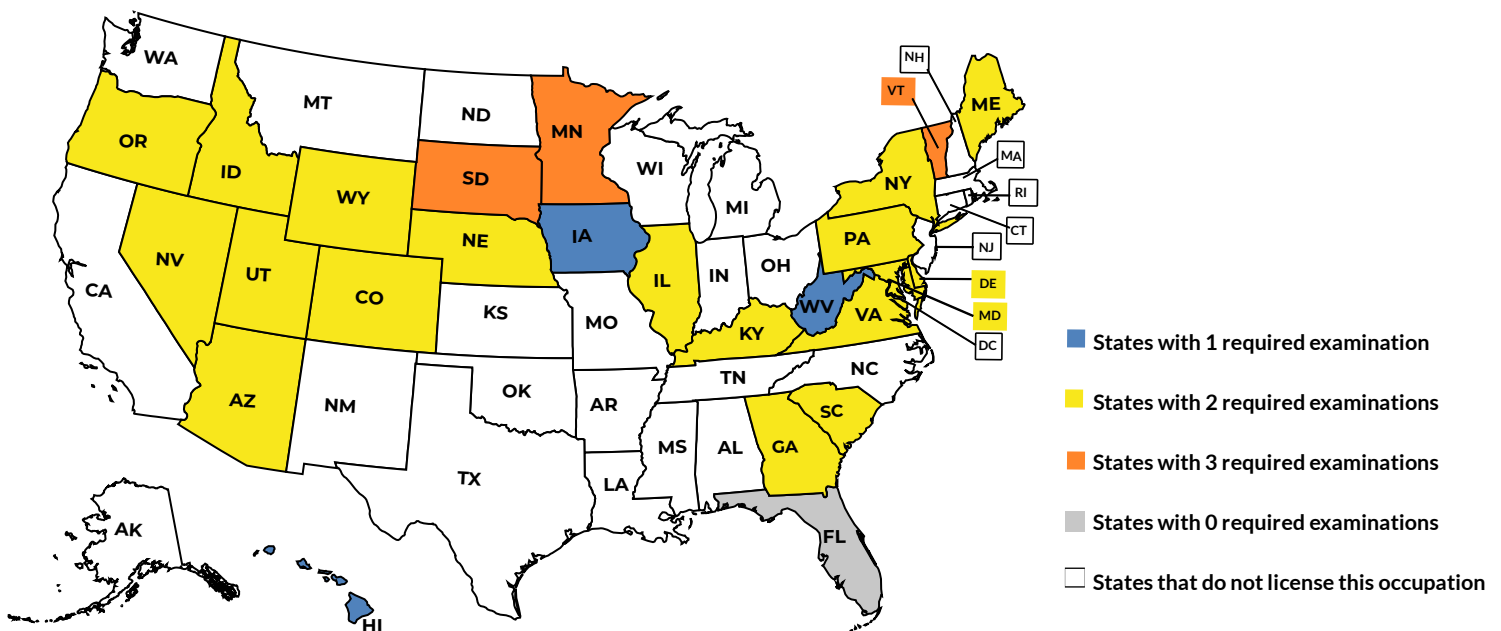 NH
WA
VT
ME
MT
ND
MN
OR
MA
ID
SD
WI
NY
RI
WY
MI
CT
IA
NE
PA
NJ
NV
UT
IL
IN
OH
DE
CO
CA
WV
VA
MD
KS
MO
KY
DC
TN
NC
AZ
NM
OK
AR
SC
MS
AL
GA
TX
LA
AK
FL
HI
States with 1 required examination
States with 2 required examinations
States with 3 required examinations
States with 0 required examinations
States that do not license this occupation